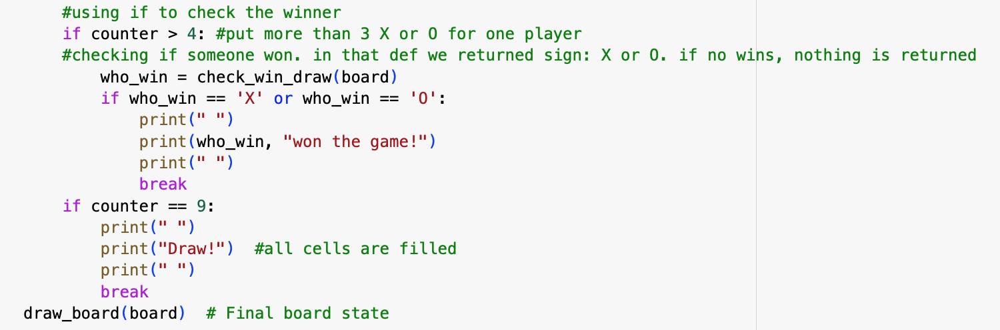 #using if to check the winner
if counter > 4: #put more than 3 X or O for one player
#checking if someone won. in that def we returned sign: X or O. if no wins, nothing is returned
who_win = check_win_draw(board)
if who_win == 'X' or who_win == 'O':
print(" ")
print(who_win, "won the game!")
print(" ")
break
if counter == 9:
print(" ")
print("Draw!")  #all cells are filled
print(" ")
break
draw_board(board)  # Final board state